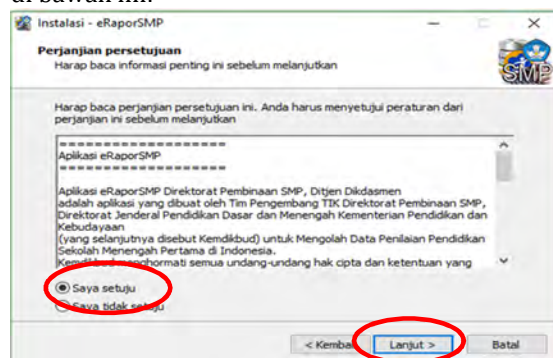 Instalasi - eRaporSMP
Perjanjian persetujuan
Harap baca informasi penting ini sebelum melanjutkan
SMP
Harap baca perjanjian persetujuan ini. Anda harus menyetujui peraturan dari
perjanjian ini sebelum melanjutkan
====================
Aplikasi eRaporSMP
====================
Aplikasi eRaporSMP Direktorat Pembinaan SMP, Ditjen Dikdasmen
adalah aplikasi yang dibuat oleh Tim Pengembang TIK Direktorat Pembinaan SMP,
Direktorat Jenderal Pendidikan Dasar dan Menengah Kementerian Pendidikan dan
Kebudayaan
(yang selanjutnya disebut Kemdikbud) untuk Mengolah Data Penilaian Pendidikan
Sekolah Menengah Pertama di Indonesia.
Kemdikbud menghormati semua undang-undang hak cipta dan ketentuan yang
Saya setuju
Saya tidak setuju
< Kembali
Lanjut >
Batal